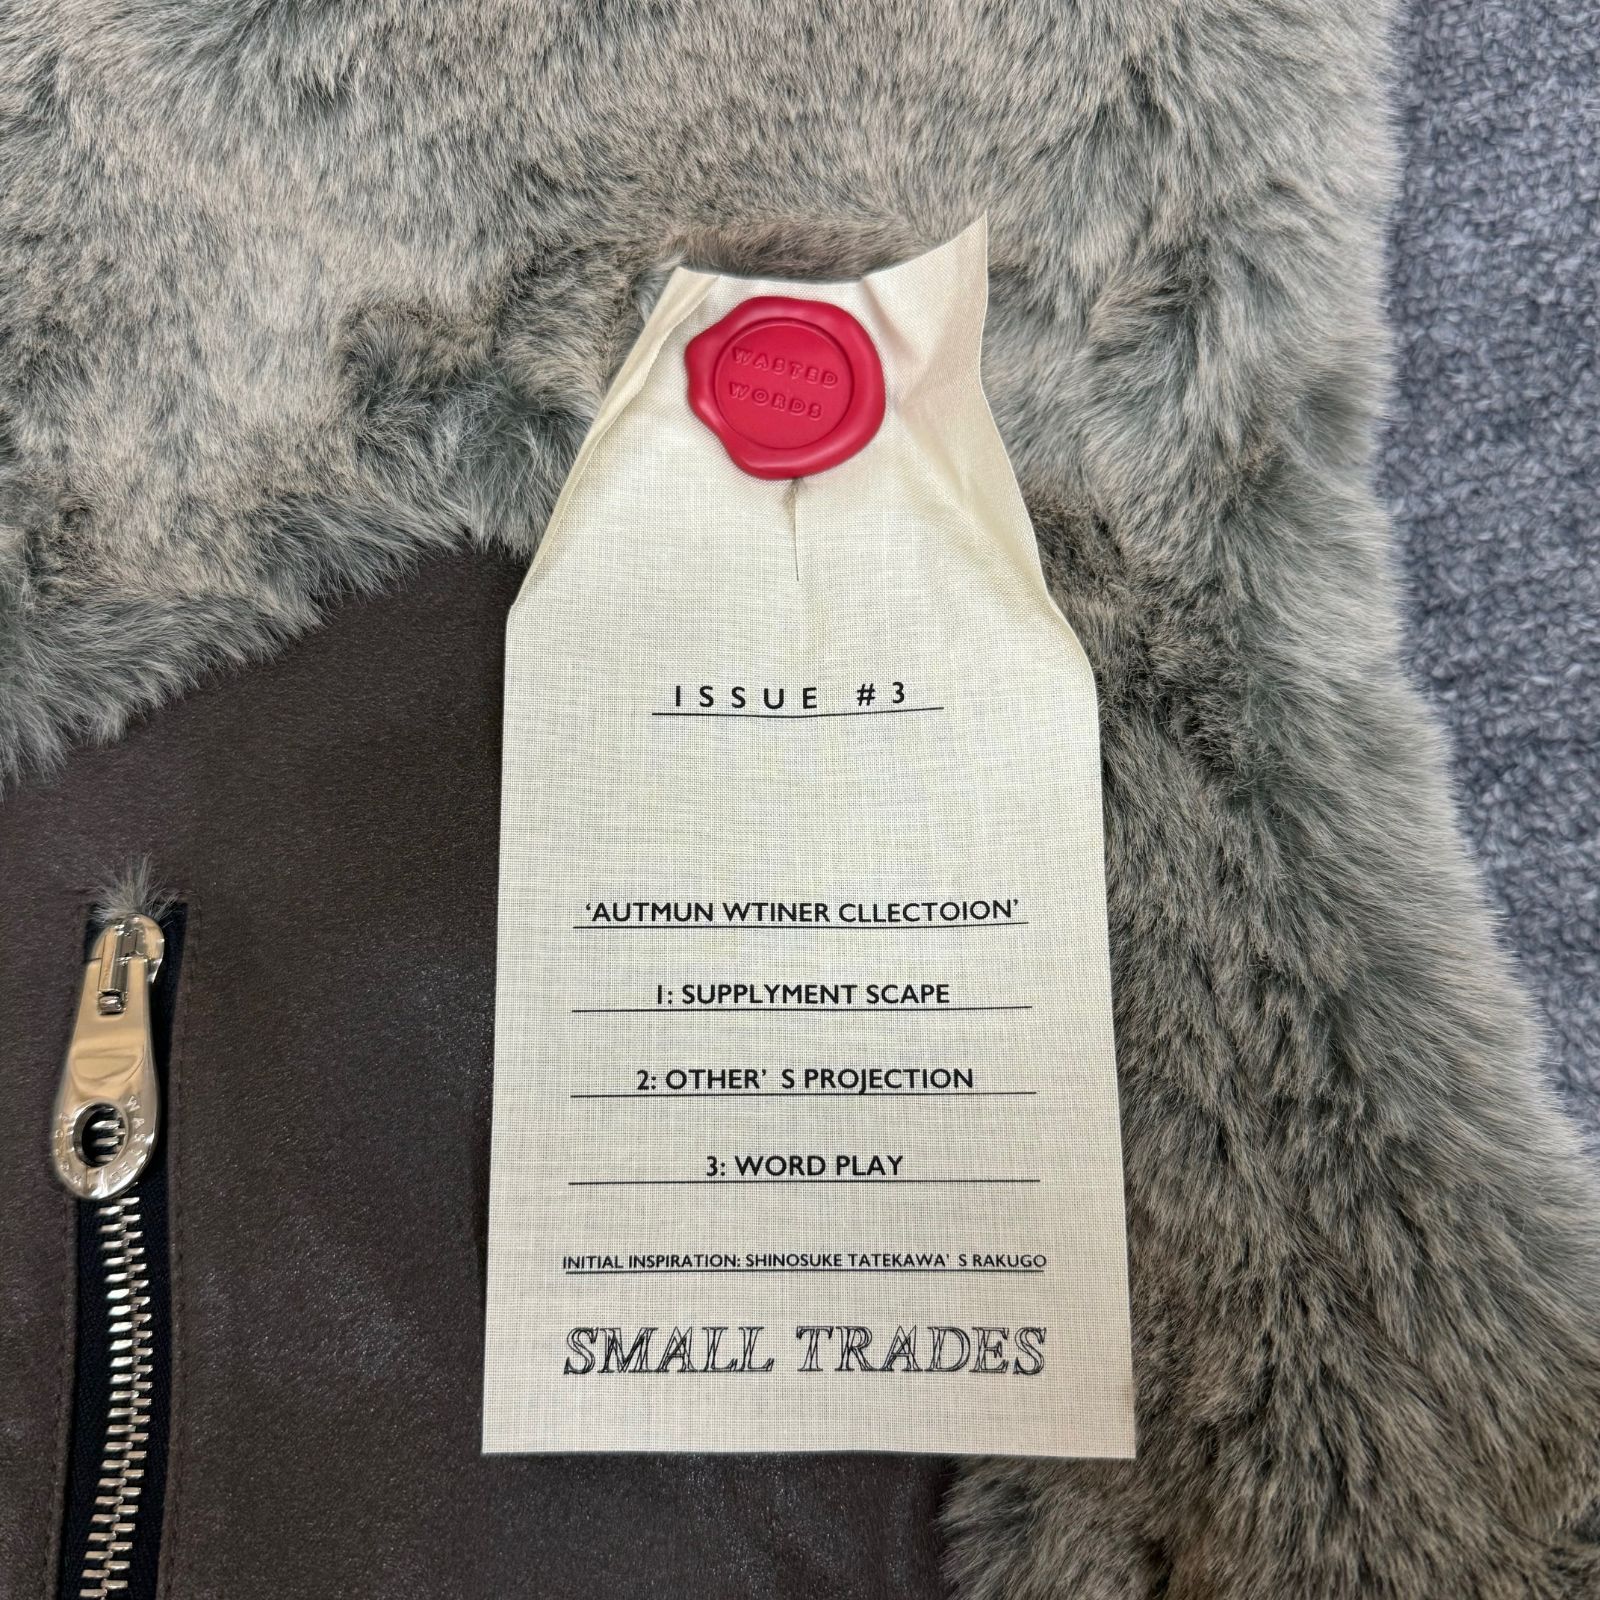 WASTED
WORDS
ISSUE #3
‘AUTMUN WTINER CLLECTOION’
1: SUPPLYMENT SCAPE
2: OTHER’ S PROJECTION
3: WORD PLAY
INITIAL INSPIRATION: SHINOSUKE TATEKAWA’ S RAKUGO
SMALL TRADES